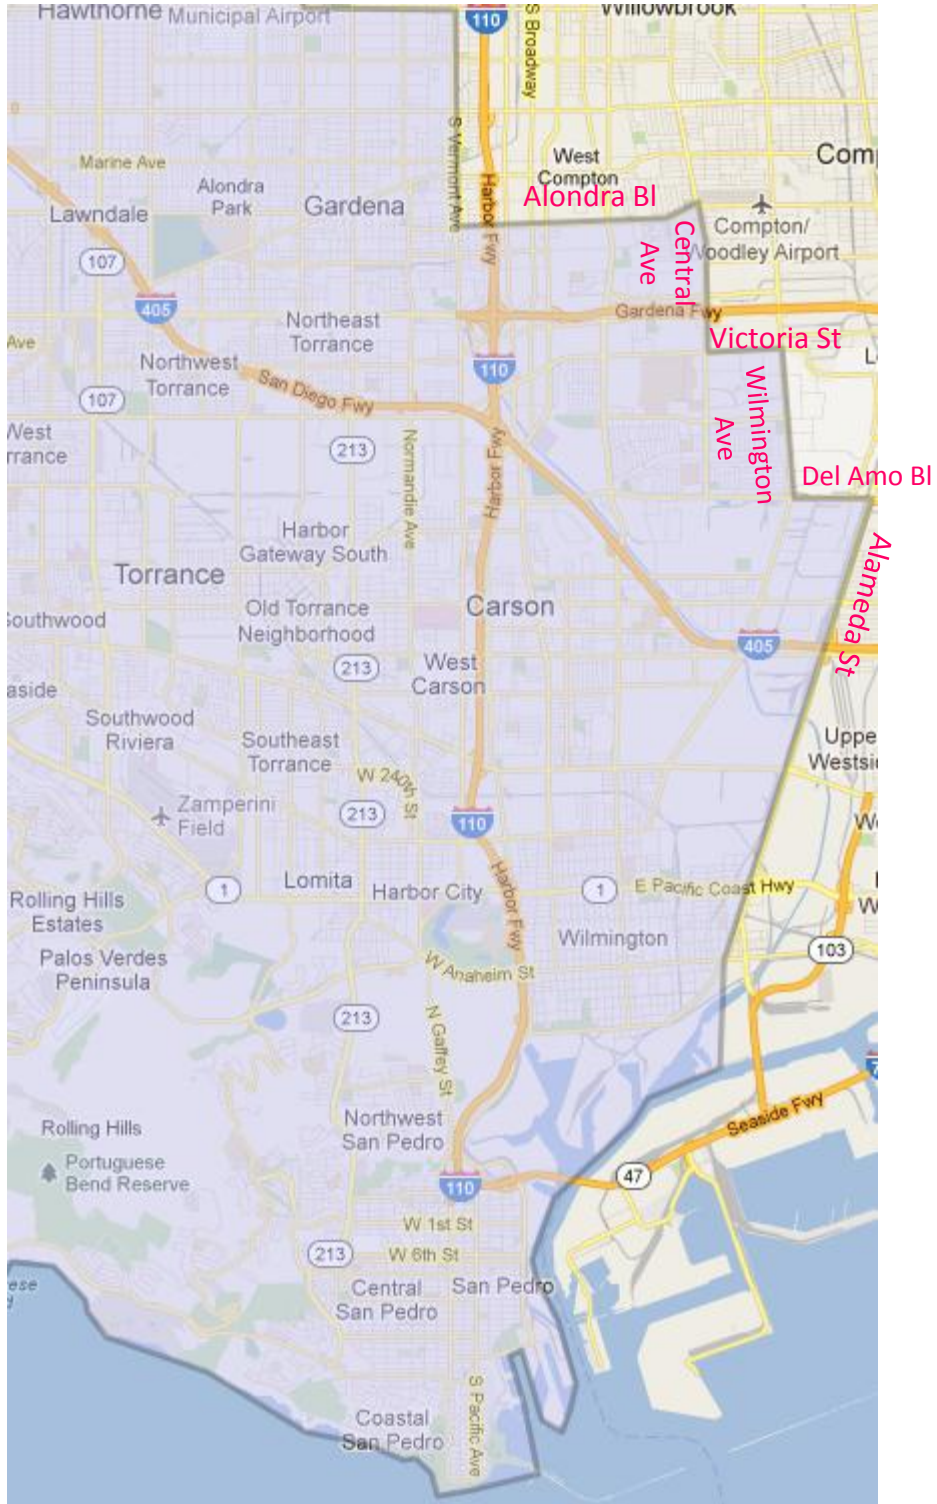 Hawthorne
Municipal Airport
110
S Broadway
Willowbrook
S Vermont Ave
Marine Ave
West
Compton
Alondra
Park
Lawndale
Gardena
Harbor Fwy
Alondra Bl
Central
Ave
Compton/
Woodley Airport
107
405
Northeast
Torrance
Gardena Fwy
Victoria St
Ave
Northwest
Torrance
110
107
San Diego Fwy
Wilmington
Ave
West
213
Normandie Ave
Harbor Fwy
Del Amo Bl
Harbor
Gateway South
Torrance
Alameda St
Southwood
Old Torrance
Neighborhood
Carson
213
West
Carson
405
Southwood
Riviera
Southeast
Torrance
W 240th St
Zamperini
Field
213
110
1
Lomita
Harbor City
Harbor Fwy
1
E Pacific Coast Hwy
Rolling Hills
Estates
Wilmington
Palos Verdes
Peninsula
W Anaheim St
103
213
N Gaffey St
Rolling Hills
Northwest
San Pedro
Seaside Fwy
Portuguese
Bend Reserve
110
47
W 1st St
213
W 6th St
Central
San Pedro
San Pedro
S Pacific Ave
Coastal
San Pedro